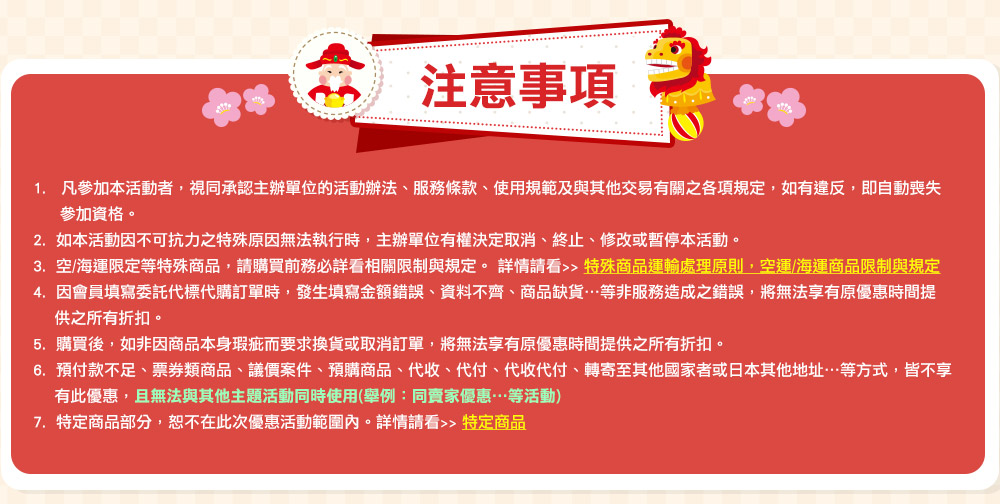 注意事項
1. 凡參加本活動者，視同承認主辦單位的活動辦法、服務條款、使用規範及與其他交易有關之各項規定，如有違反，即自動喪失
參加資格。
2. 如本活動因不可抗力之特殊原因無法執行時，主辦單位有權決定取消、終止、修改或暫停本活動。
3. 空/海運限定等特殊商品，請購買前務必詳看相關限制與規定。 詳情請看>> 特殊商品運輸處理原則，空運/海運商品限制與規定
4. 因會員填寫委託代標代購訂單時，發生填寫金額錯誤、資料不齊、商品缺貨…等非服務造成之錯誤，將無法享有原優惠時間提
供之所有折扣。
5. 購買後，如非因商品本身瑕疵而要求換貨或取消訂單，將無法享有原優惠時間提供之所有折扣。
6. 預付款不足、票券類商品、議價案件、預購商品、代收、代付、代收代付、轉寄至其他國家者或日本其他地址…等方式，皆不享
有此優惠，且無法與其他主題活動同時使用(舉例：同賣家優惠…等活動)
7. 特定商品部分，恕不在此次優惠活動範圍內。詳情請看>> 特定商品